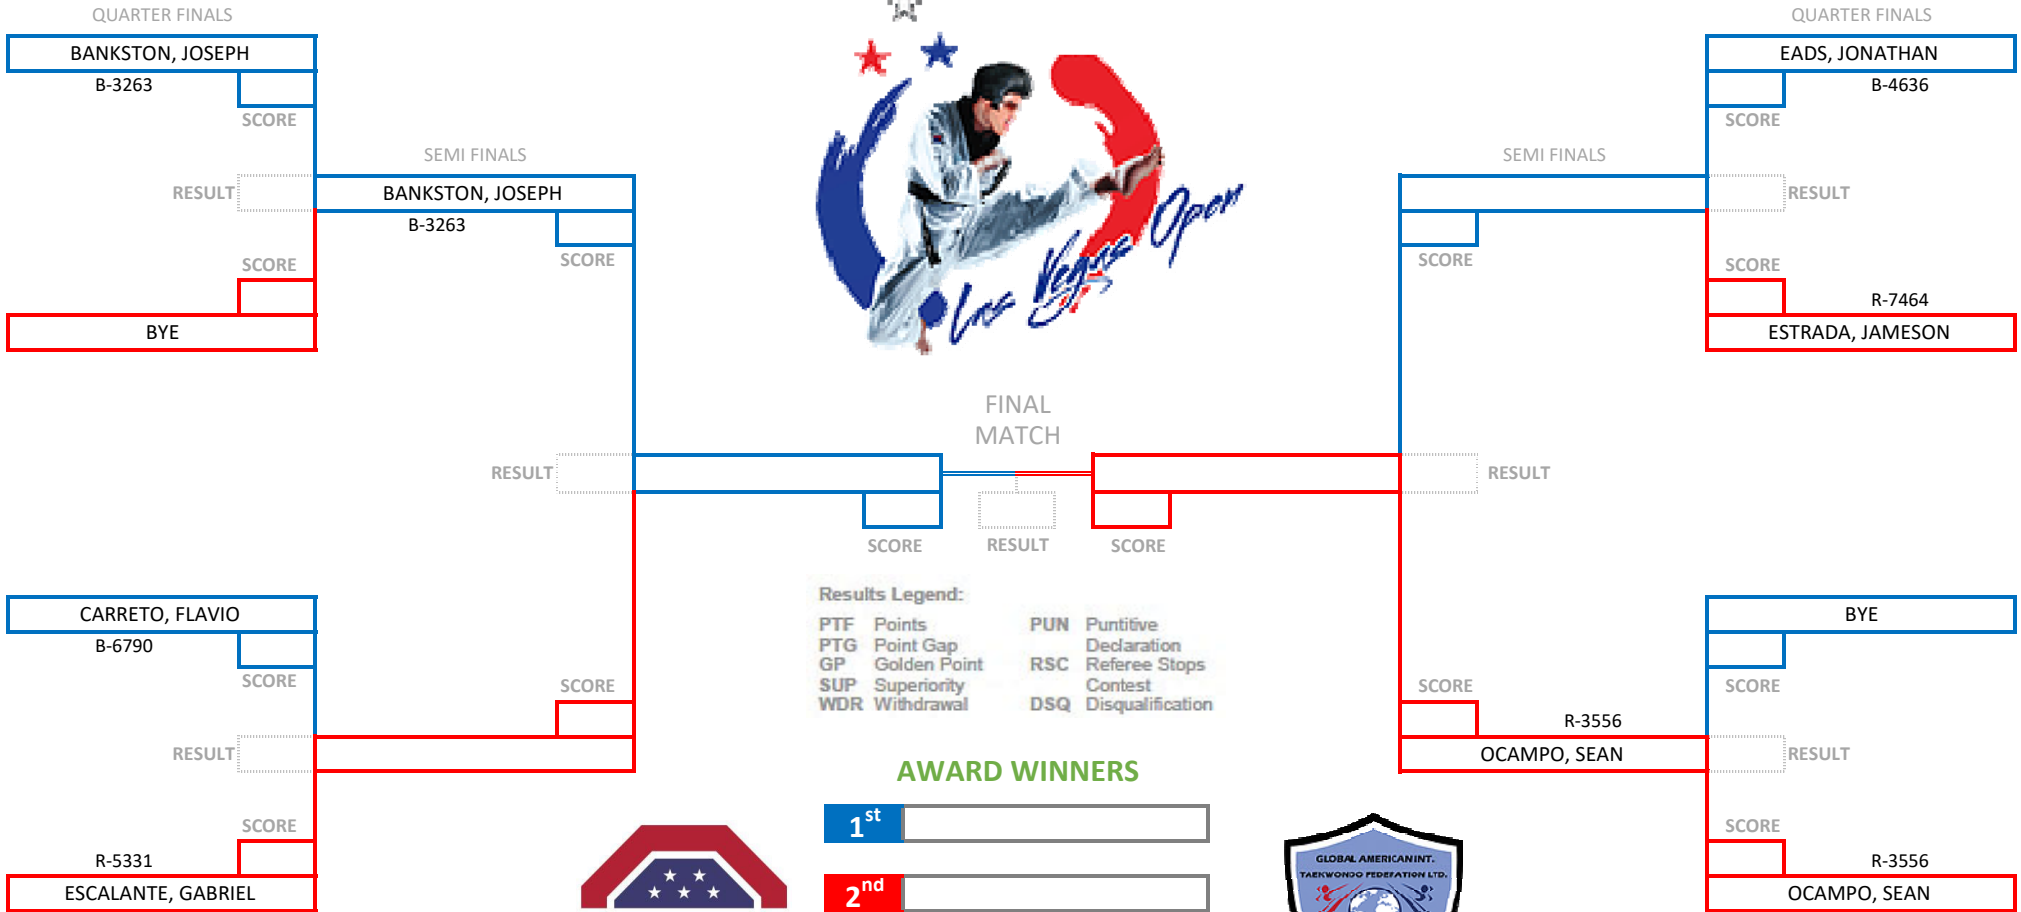 QUARTER FINALS
BANKSTON, JOSEPH
B-3263
SCORE
RESULT
SCORE
BYE
SEMI FINALS
BANKSTON, JOSEPH
B-3263
SCORE
RESULT
CARRETO, FLAVIO
B-6790
SCORE
RESULT
SCORE
R-5331
ESCALANTE, GABRIEL
SCORE
Las Vegas Open
FINAL
MATCH
SCORE
RESULT
SCORE
Results Legend:
PTF Points
PTG Point Gap
GP Golden Point
SUP Superiority
WDR Withdrawal
PUN Puntitive
Declaration
RSC Referee Stops
Contest
DSQ Disqualification
AWARD WINNERS
1st
2nd
GLOBAL AMERICAN INT.
TAEKWONDO FEDERATION LTD.
QUARTER FINALS
EADS, JONATHAN
B-4636
SCORE
RESULT
SCORE
R-7464
ESTRADA, JAMESON
SEMI FINALS
SCORE
RESULT
SCORE
R-3556
OCAMPO, SEAN
BYE
SCORE
RESULT
SCORE
R-3556
OCAMPO, SEAN